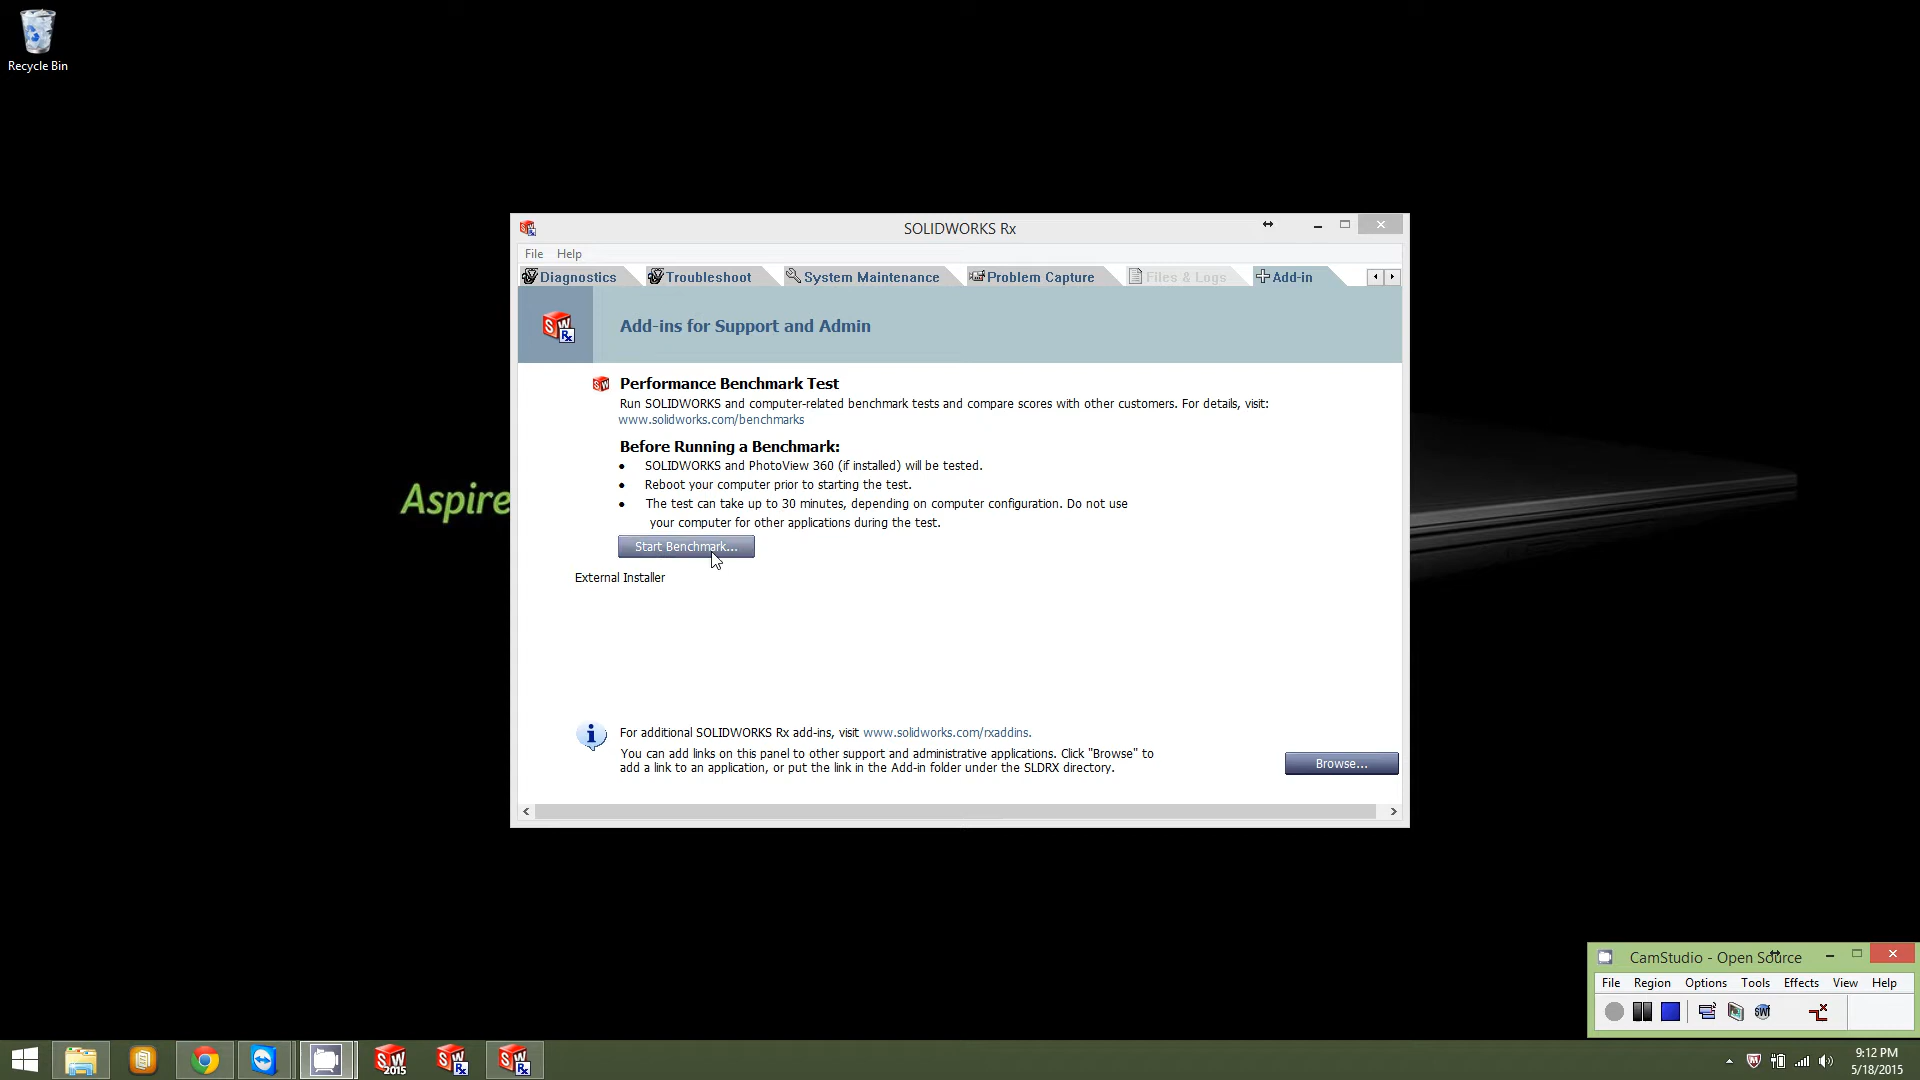 Recycle Bin
Aspire
SOLIDWORKS Rx
File Help
Diagnostics Troubleshoot System Maintenance Problem Capture Files & Logs Add-in
Add-ins for Support and Admin
Performance Benchmark Test
Run SOLIDWORKS and computer-related benchmark tests and compare scores with other customers. For details, visit:
www.solidworks.com/benchmarks
Before Running a Benchmark:
• SOLIDWORKS and PhotoView 360 (if installed) will be tested.
• Reboot your computer prior to starting the test.
• The test can take up to 30 minutes, depending on computer configuration. Do not use
your computer for other applications during the test.
Start Benchmark...
External Installer
For additional SOLIDWORKS Rx add-ins, visit www.solidworks.com/rxaddins.
You can add links on this panel to other support and administrative applications. Click "Browse" to
add a link to an application, or put the link in the Add-in folder under the SLDRX directory.
Browse...
CamStudio - Open Source
File Region Options Tools Effects View Help
SWf
SW 2015
SW Rx
SW Rx
9:12 PM
5/18/2015